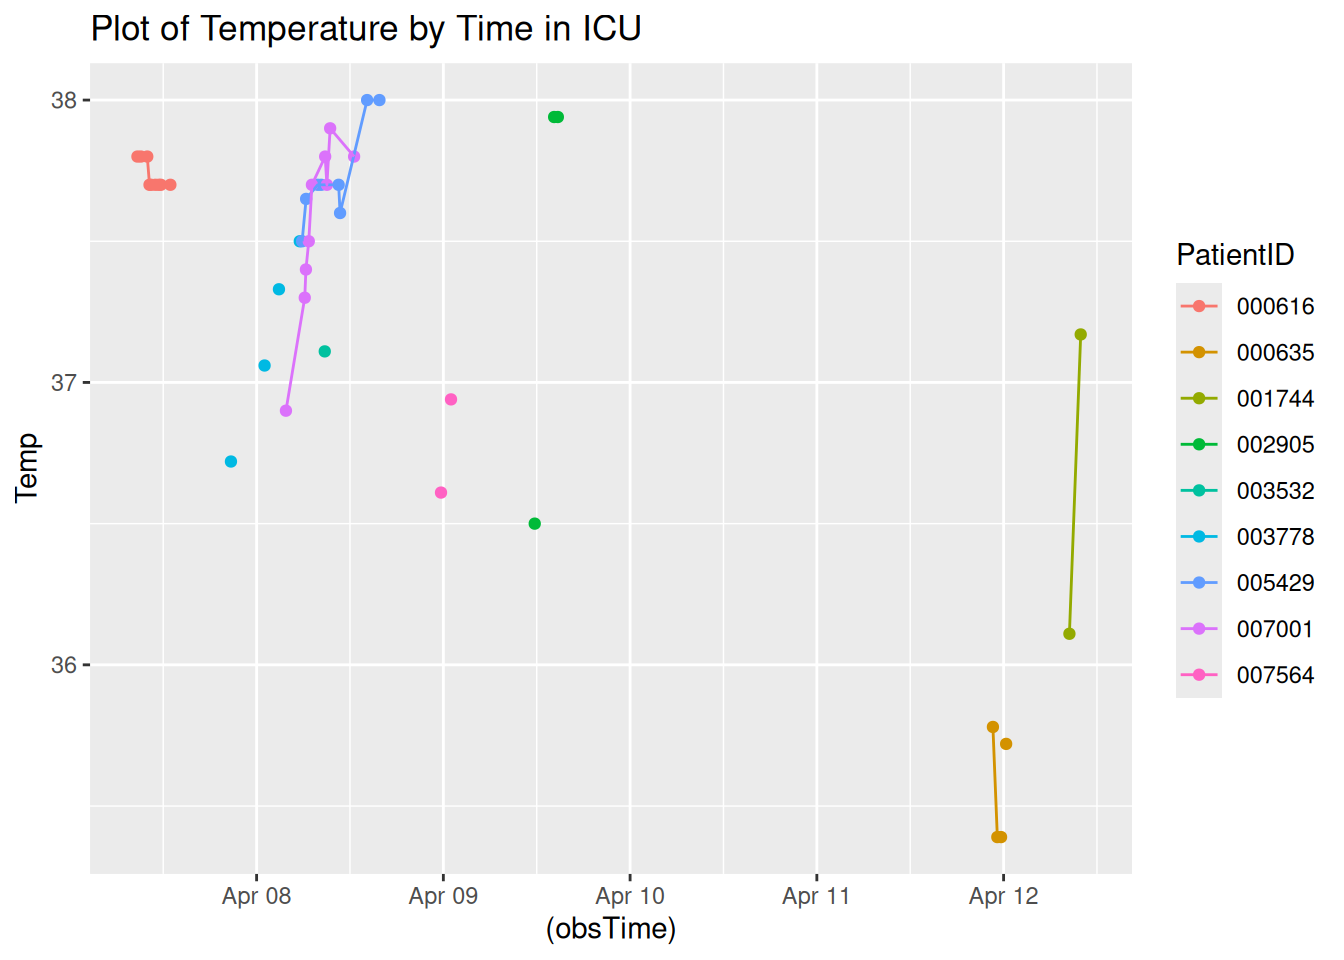 Plot of Temperature by Time in ICU
38
37
36
Temp
Apr 08
Apr 09
Apr 10
Apr 11
Apr 12
(obsTime)
PatientID
000616
000635
001744
002905
003532
003778
005429
007001
007564